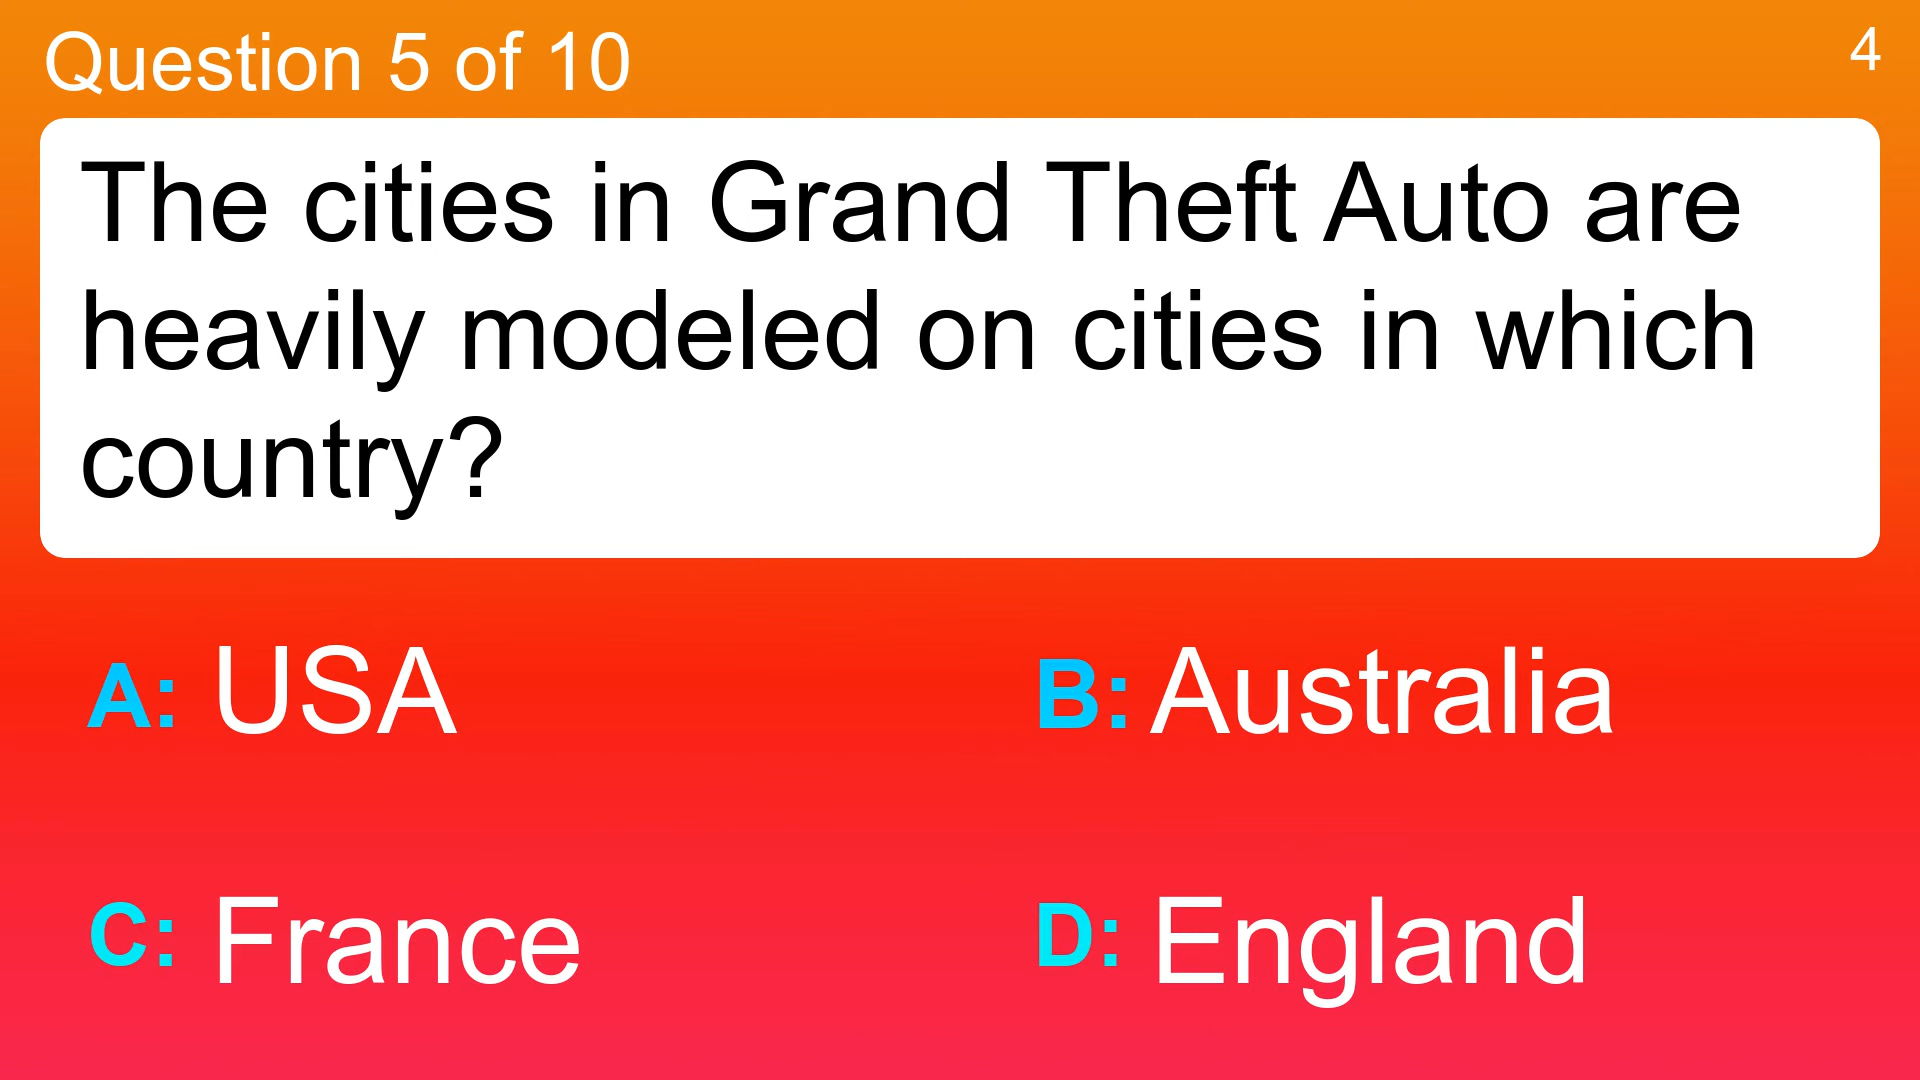 Question 5 of 10
4
The cities in Grand Theft Auto are
heavily modeled on cities in which
country?
A: USA
B: Australia
C: France
D: England